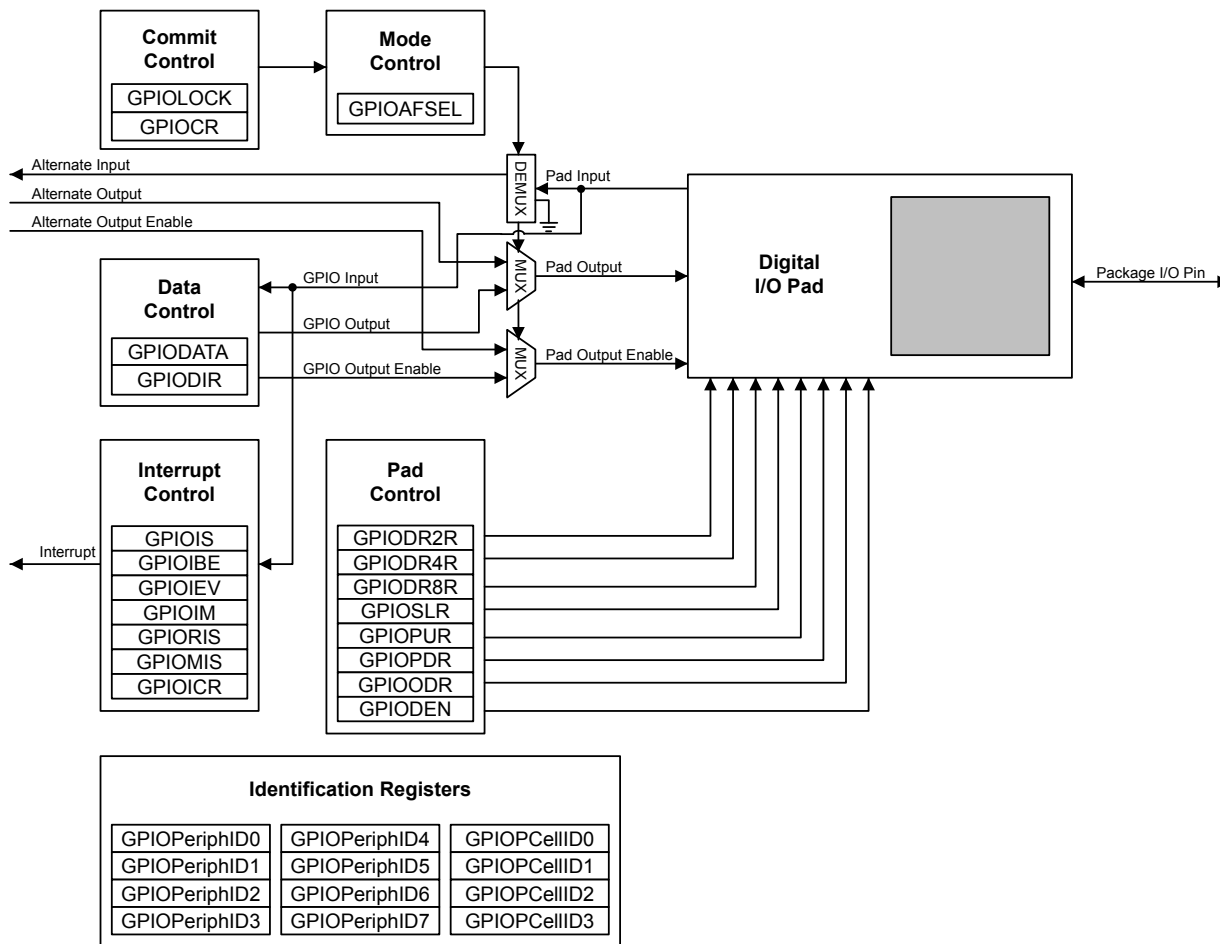 Commit
Control
GPIOLOCK
GPIOCR
Mode
Control
GPIOAFSEL
Alternate Input
Alternate Output
Alternate Output Enable
DEMUX
Pad Input
MUX
Pad Output
MUX
Pad Output Enable
Digital
I/O Pad
Package I/O Pin
Data
Control
GPIODATA
GPIODIR
GPIO Input
GPIO Output
GPIO Output Enable
Interrupt
Interrupt
Control
GPIOIS
GPIOIBE
GPIOIEV
GPIOIM
GPIORIS
GPIOMIS
GPIOICR
Pad
Control
GPIODR2R
GPIODR4R
GPIODR8R
GPIOSLR
GPIOPUR
GPIOPDR
GPIOODR
GPIODEN
Identification Registers
GPIOPeriphID0
GPIOPeriphID1
GPIOPeriphID2
GPIOPeriphID3
GPIOPeriphID4
GPIOPeriphID5
GPIOPeriphID6
GPIOPeriphID7
GPIOPCellID0
GPIOPCellID1
GPIOPCellID2
GPIOPCellID3